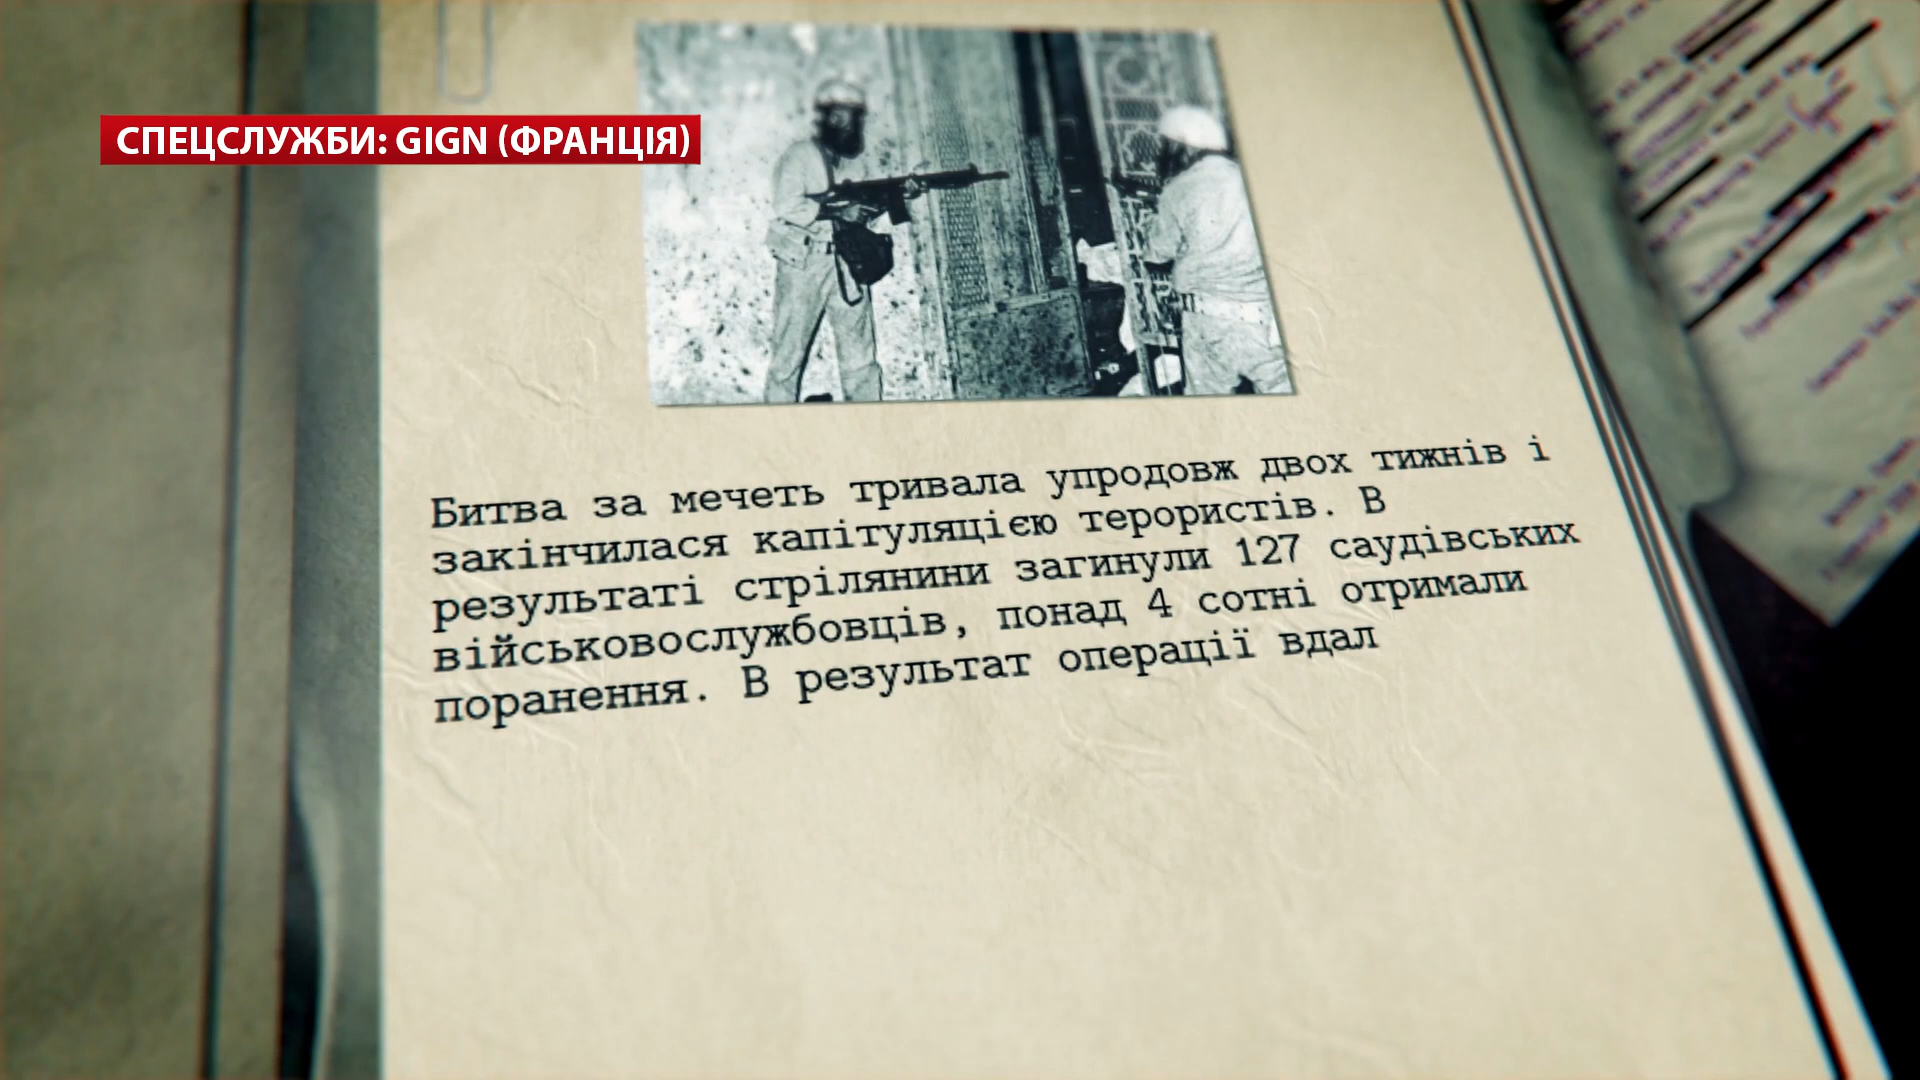 СПЕЦСЛУЖБИ: GIGN (ФРАНЦІЯ)
Битва за мечеть тривала упродовж двох тижнів і
закінчилася капітуляцією терористів. В
результаті стрілянини загинули 127 саудівських
військовослужбовців, понад 4 сотні отримали
поранення. В результат операції вдал